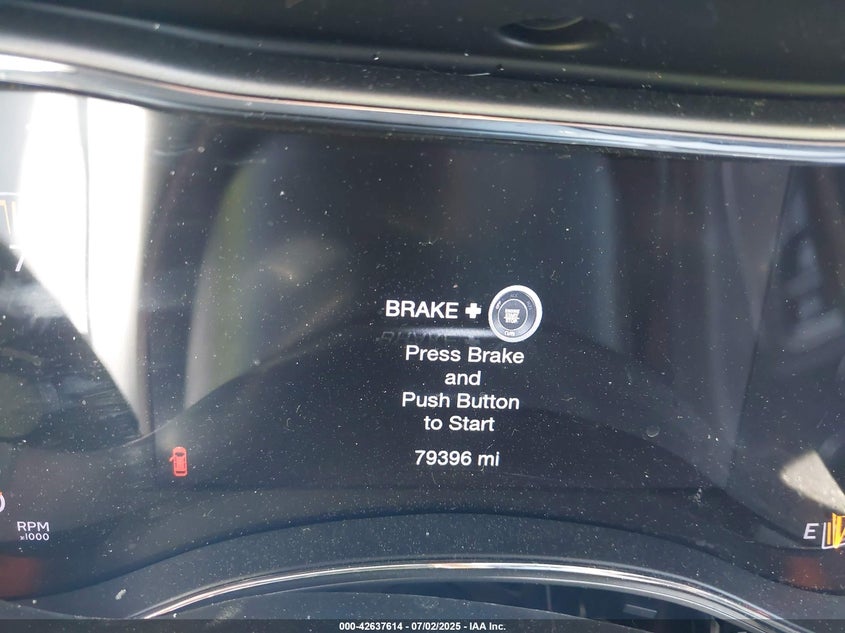 BRAKE +
Press Brake
and
Push Button
to Start
79396 mi
7
RPM
x1000
E
000-42637614 - 07/02/2025 - IAA Inc.